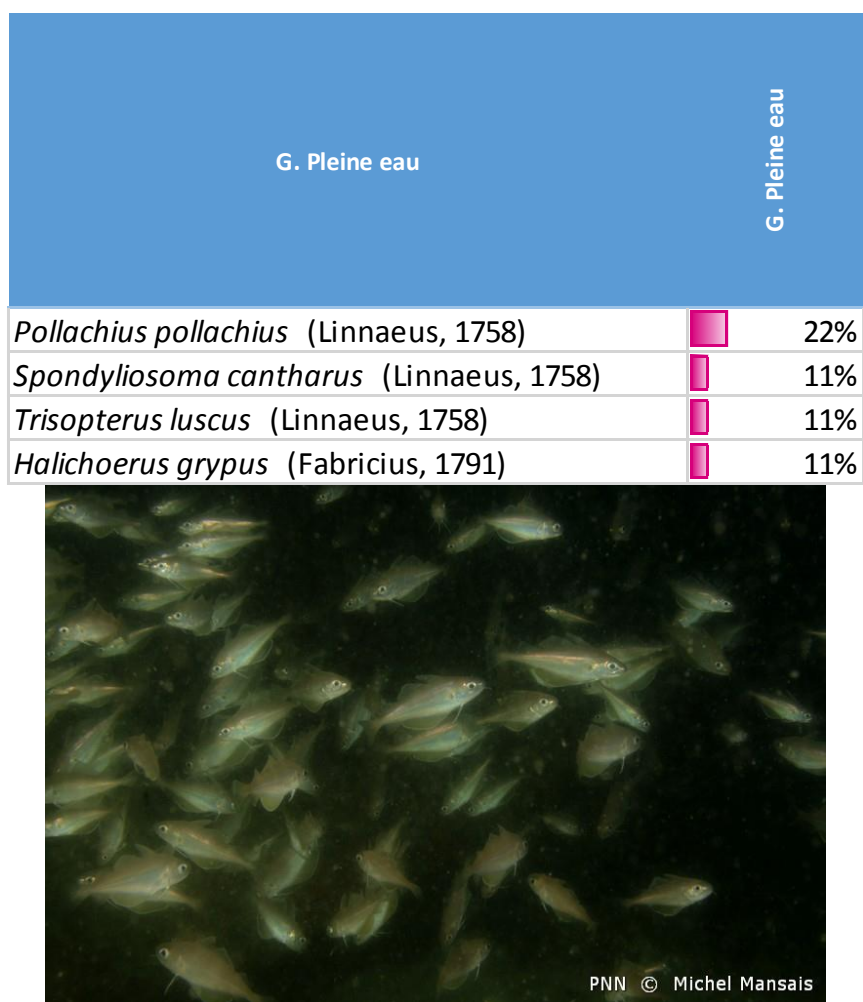 G. Pleine eau
G. Pleine eau
Pollachius pollachius (Linnaeus, 1758) 22%
Spondyliosoma cantharus (Linnaeus, 1758) 11%
Trisopterus luscus (Linnaeus, 1758) 11%
Halichoerus grypus (Fabricius, 1791) 11%
PNN © Michel Mansais